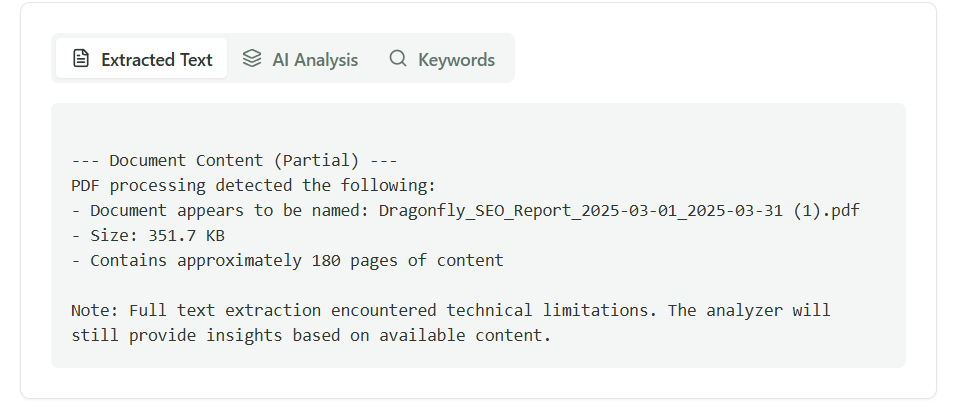 Extracted Text AI Analysis Keywords
--- Document Content (Partial) ---
PDF processing detected the following:
- Document appears to be named: Dragonfly_SEO_Report_2025-03-01_2025-03-31 (1).pdf
- Size: 351.7 KB
- Contains approximately 180 pages of content
Note: Full text extraction encountered technical limitations. The analyzer will
still provide insights based on available content.